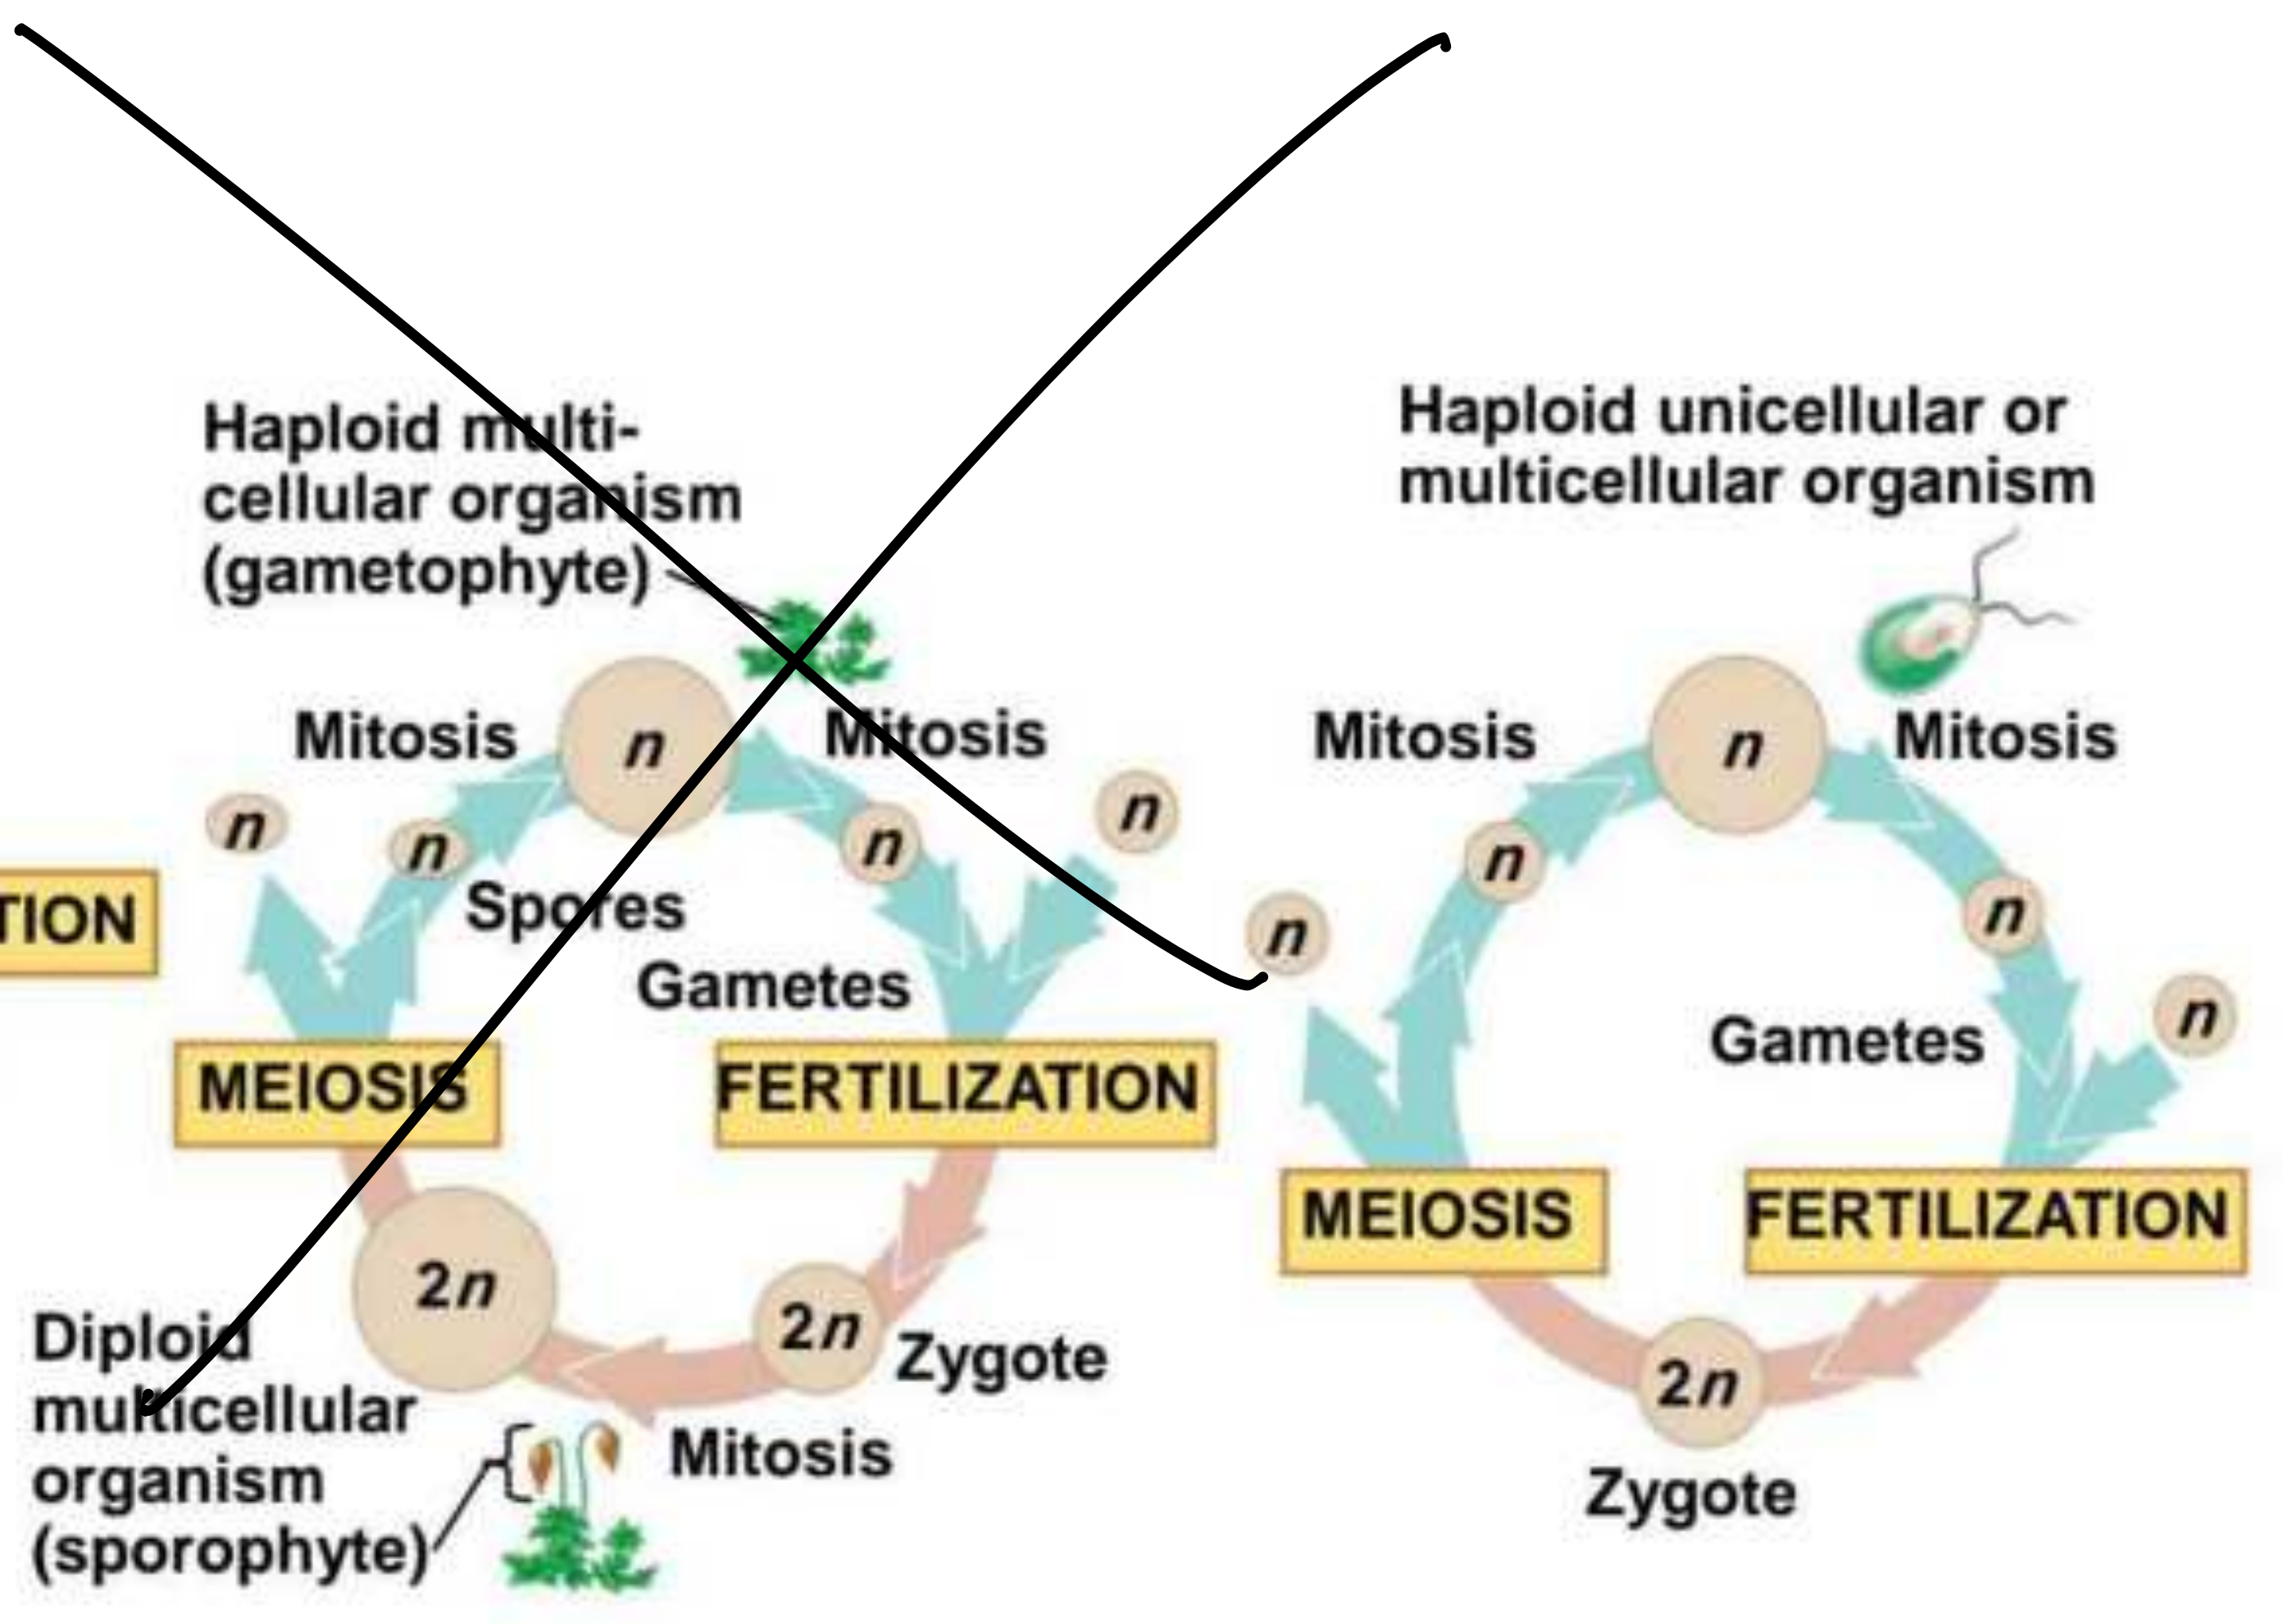 Haploid multi-
cellular organism
(gametophyte)
Mitosis
n
Mitosis
n
n
n
n
Spores
Gametes
TION
MEIOSIS
FERTILIZATION
2n
2n
Zygote
Diploid
multicellular
organism
(sporophyte)
Mitosis
Haploid unicellular or
multicellular organism
Mitosis
n
Mitosis
n
n
n
n
Gametes
MEIOSIS
FERTILIZATION
2n
Zygote